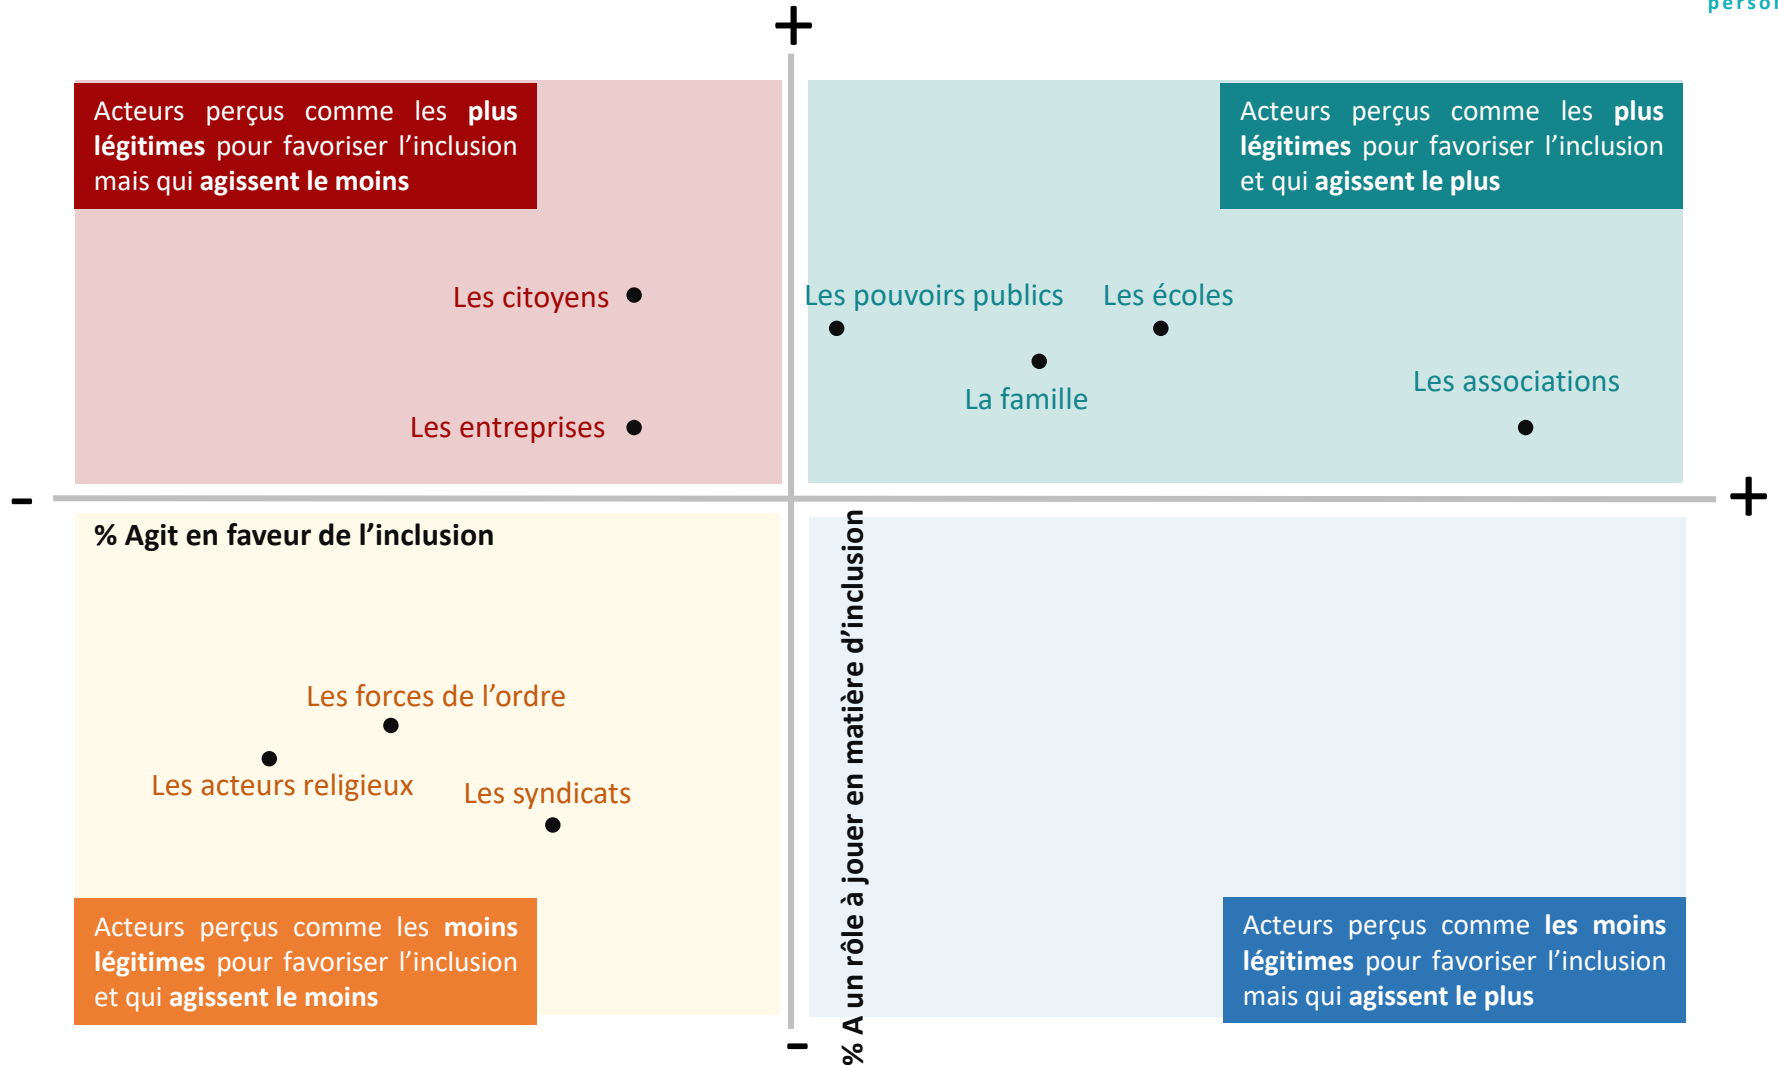 person
+
Acteurs perçus comme les plus
légitimes pour favoriser l'inclusion
mais qui agissent le moins
Acteurs perçus comme les plus
légitimes pour favoriser l'inclusion
et qui agissent le plus
Les citoyens
Les pouvoirs publics
Les écoles
La famille
Les associations
Les entreprises
-
+
% Agit en faveur de l'inclusion
% A un rôle à jouer en matière d'inclusion
Les forces de l'ordre
Les acteurs religieux
Les syndicats
Acteurs perçus comme les moins
légitimes pour favoriser l'inclusion
et qui agissent le moins
Acteurs perçus comme les moins
légitimes pour favoriser l'inclusion
mais qui agissent le plus
-